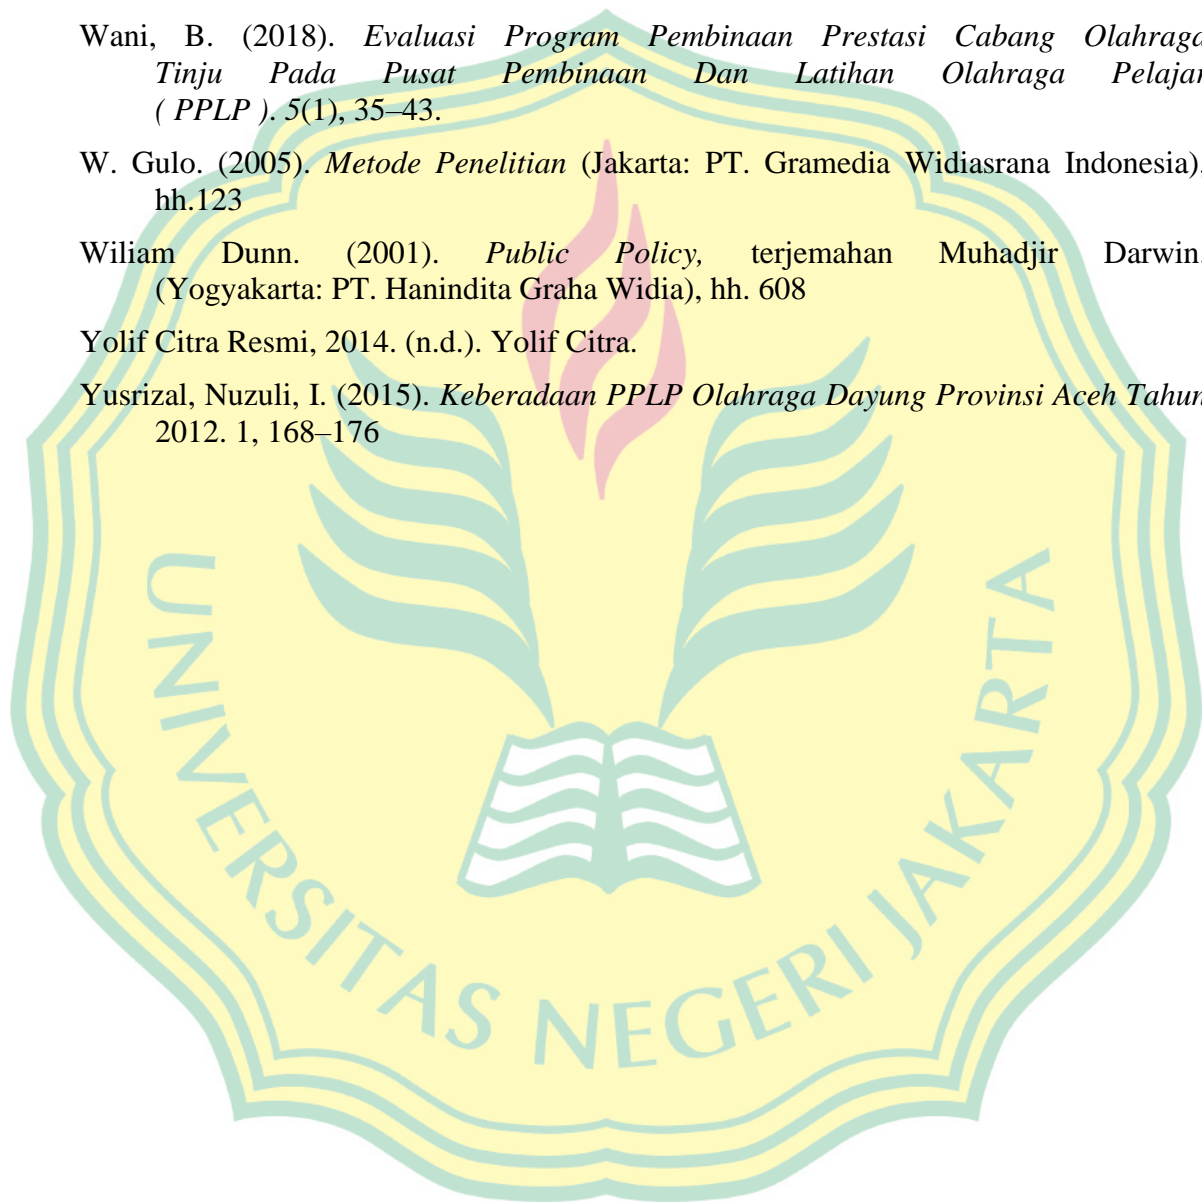 Wani, B. (2018). Evaluasi Program Pembinaan Prestasi Cabang Olahraga
Tinju Pada Pusat Pembinaan Dan Latihan Olahraga Pelajar
( PPLP ). 5(1), 35–43.
W. Gulo. (2005). Metode Penelitian (Jakarta: PT. Gramedia Widiasrana Indonesia),
hh.123
Wiliam Dunn. (2001). Public Policy, terjemahan Muhadjir Darwin.
(Yogyakarta: PT. Hanindita Graha Widia), hh. 608
Yolif Citra Resmi, 2014. (n.d.). Yolif Citra.
Yusrizal, Nuzuli, I. (2015). Keberadaan PPLP Olahraga Dayung Provinsi Aceh Tahun
2012. 1, 168–176
UNIVERSITAS NEGERI JAKARTA